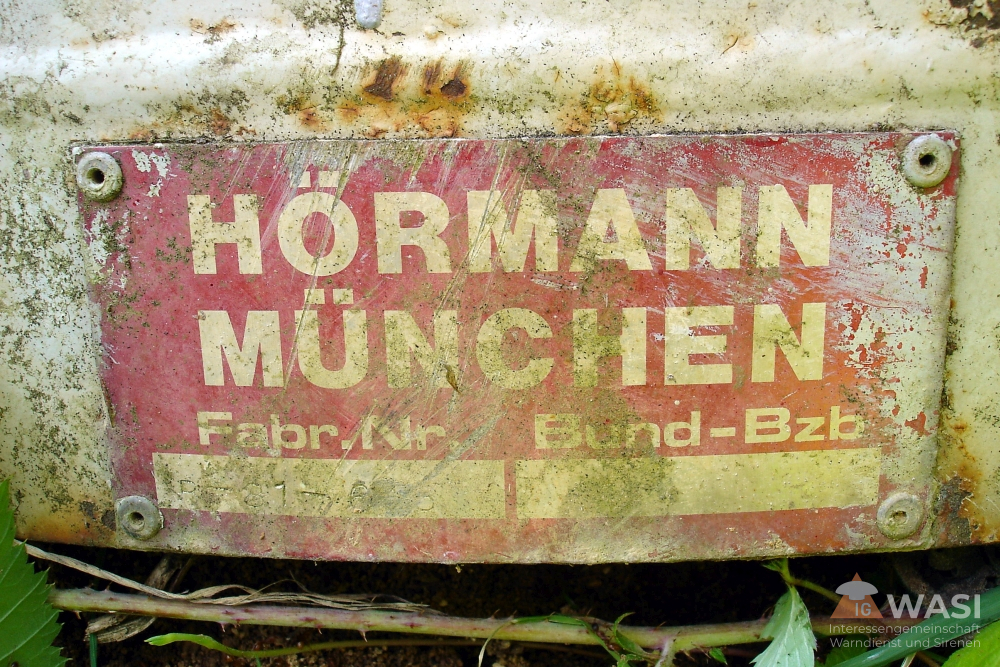 HÖRMANN
MÜNCHEN
Fabr.Nr. Bund-Bzb
IG WASI
Interessengemeinschaft
Warndienst und Sirenen